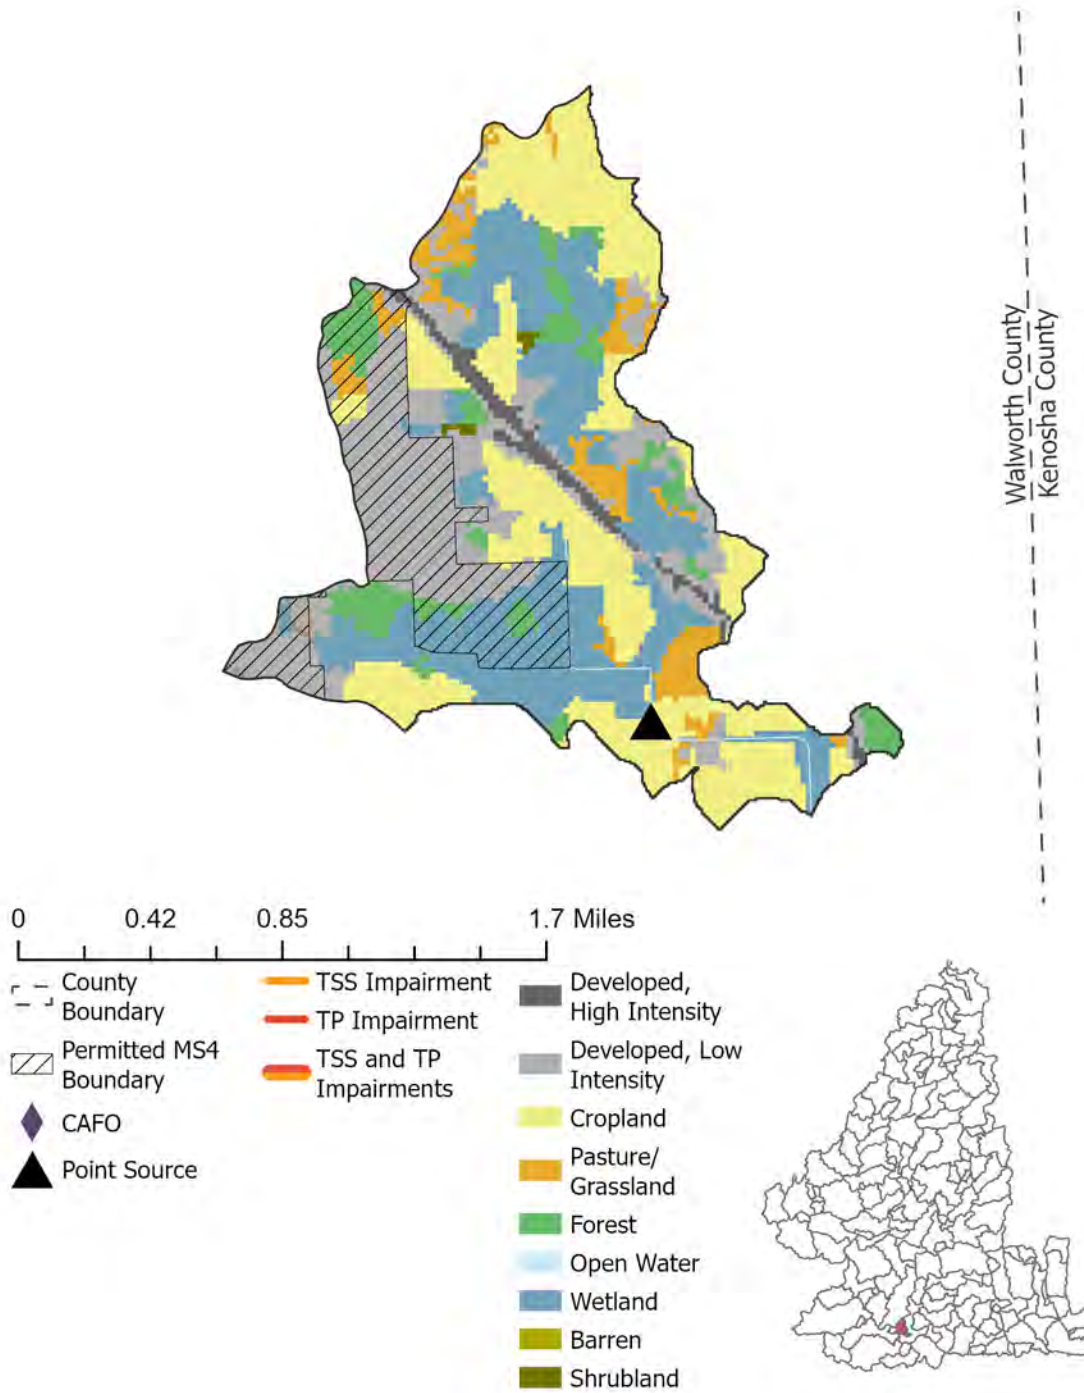 Walworth County
Kenosha County
0 0.42 0.85 1.7 Miles
County
Boundary
Permitted MS4
Boundary
CAFO
Point Source
TSS Impairment
TP Impairment
TSS and TP
Impairments
Developed,
High Intensity
Developed, Low
Intensity
Cropland
Pasture/
Grassland
Forest
Open Water
Wetland
Barren
Shrubland